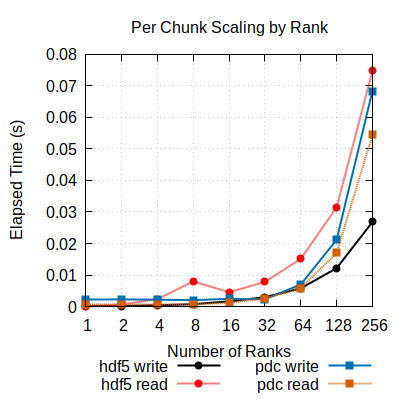 Per Chunk Scaling by Rank
0.08
0.07
0.06
0.05
0.04
0.03
0.02
0.01
0
Elapsed Time (s)
1 2 4 8 16 32 64 128 256
Number of Ranks
hdf5 write pdc write
hdf5 read pdc read